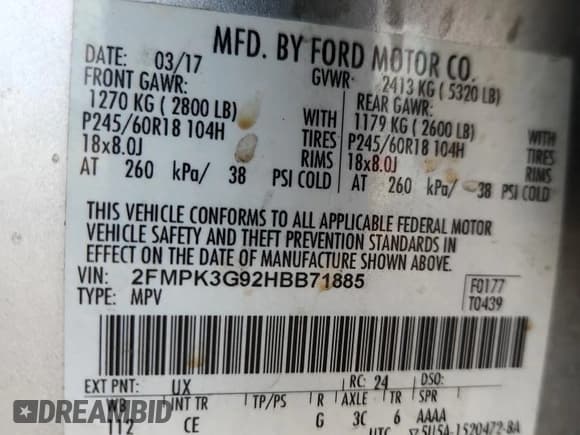 MFD. BY FORD MOTOR CO.
DATE: 03/17
GVWR: 2413 KG ( 5320 LB)
FRONT GAWR:
1270 KG ( 2800 LB)
P245/60R18 104H
18x8.0J
AT 260 kPa/ 38 PSI COLD
WITH
TIRES
RIMS
REAR GAWR:
1179 KG ( 2600 LB)
P245/60R18 104H
18x8.0J
AT 260 kPa/ 38 PSI COLD
WITH
TIRES
RIMS
THIS VEHICLE CONFORMS TO ALL APPLICABLE FEDERAL MOTOR
VEHICLE SAFETY AND THEFT PREVENTION STANDARDS IN
EFFECT ON THE DATE OF MANUFACTURE SHOWN ABOVE.
VIN: 2FMPK3G92HBB71885
TYPE: MPV
F0177
T0439
EXT PNT: UX RC: 24 DSO:
WB INT TR TP/PS R AXLE TR SPR
112 CE G 3C 6 AAAA
UTC
DREAMBID